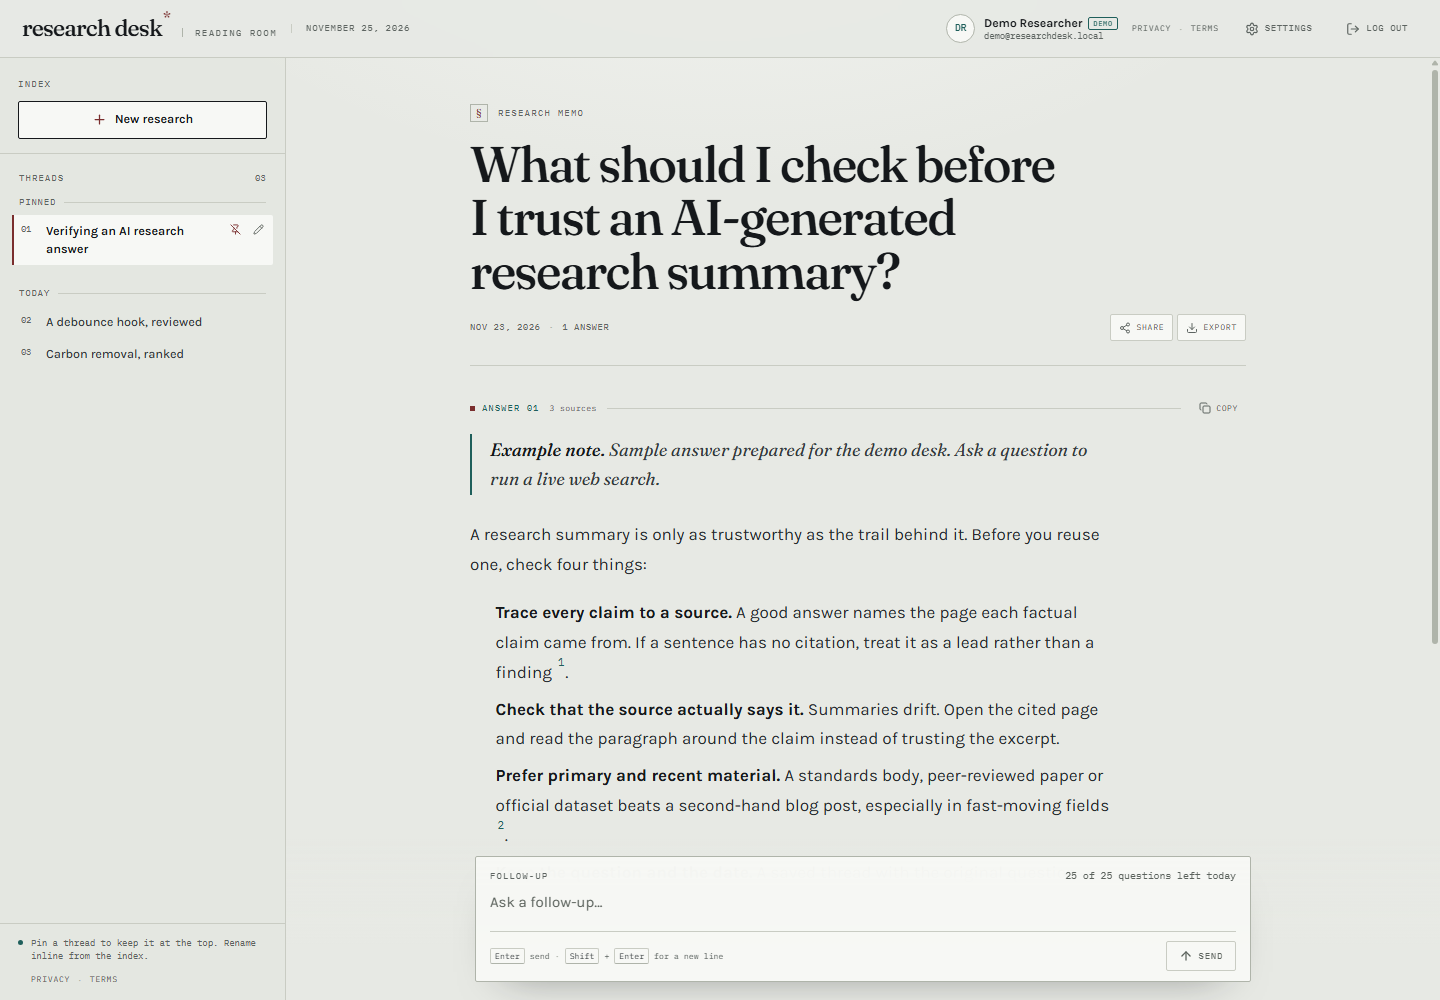 research desk*
READING ROOM
NOVEMBER 25, 2026
DR
Demo Researcher DEMO
demo@researchdesk.local
PRIVACY · TERMS
SETTINGS
LOG OUT
INDEX
+ New research
THREADS 03
PINNED
01 Verifying an AI research
answer
TODAY
02 A debounce hook, reviewed
03 Carbon removal, ranked
Pin a thread to keep it at the top. Rename
inline from the index.
PRIVACY · TERMS
§ RESEARCH MEMO
What should I check before
I trust an AI-generated
research summary?
NOV 23, 2026 · 1 ANSWER
SHARE
EXPORT
ANSWER 01 3 sources
COPY
Example note. Sample answer prepared for the demo desk. Ask a question to
run a live web search.
A research summary is only as trustworthy as the trail behind it. Before you reuse
one, check four things:
Trace every claim to a source. A good answer names the page each factual
claim came from. If a sentence has no citation, treat it as a lead rather than a
finding 1.
Check that the source actually says it. Summaries drift. Open the cited page
and read the paragraph around the claim instead of trusting the excerpt.
Prefer primary and recent material. A standards body, peer-reviewed paper or
official dataset beats a second-hand blog post, especially in fast-moving fields
2.
FOLLOW-UP
25 of 25 questions left today
Ask a follow-up…
Enter send · Shift + Enter for a new line
SEND